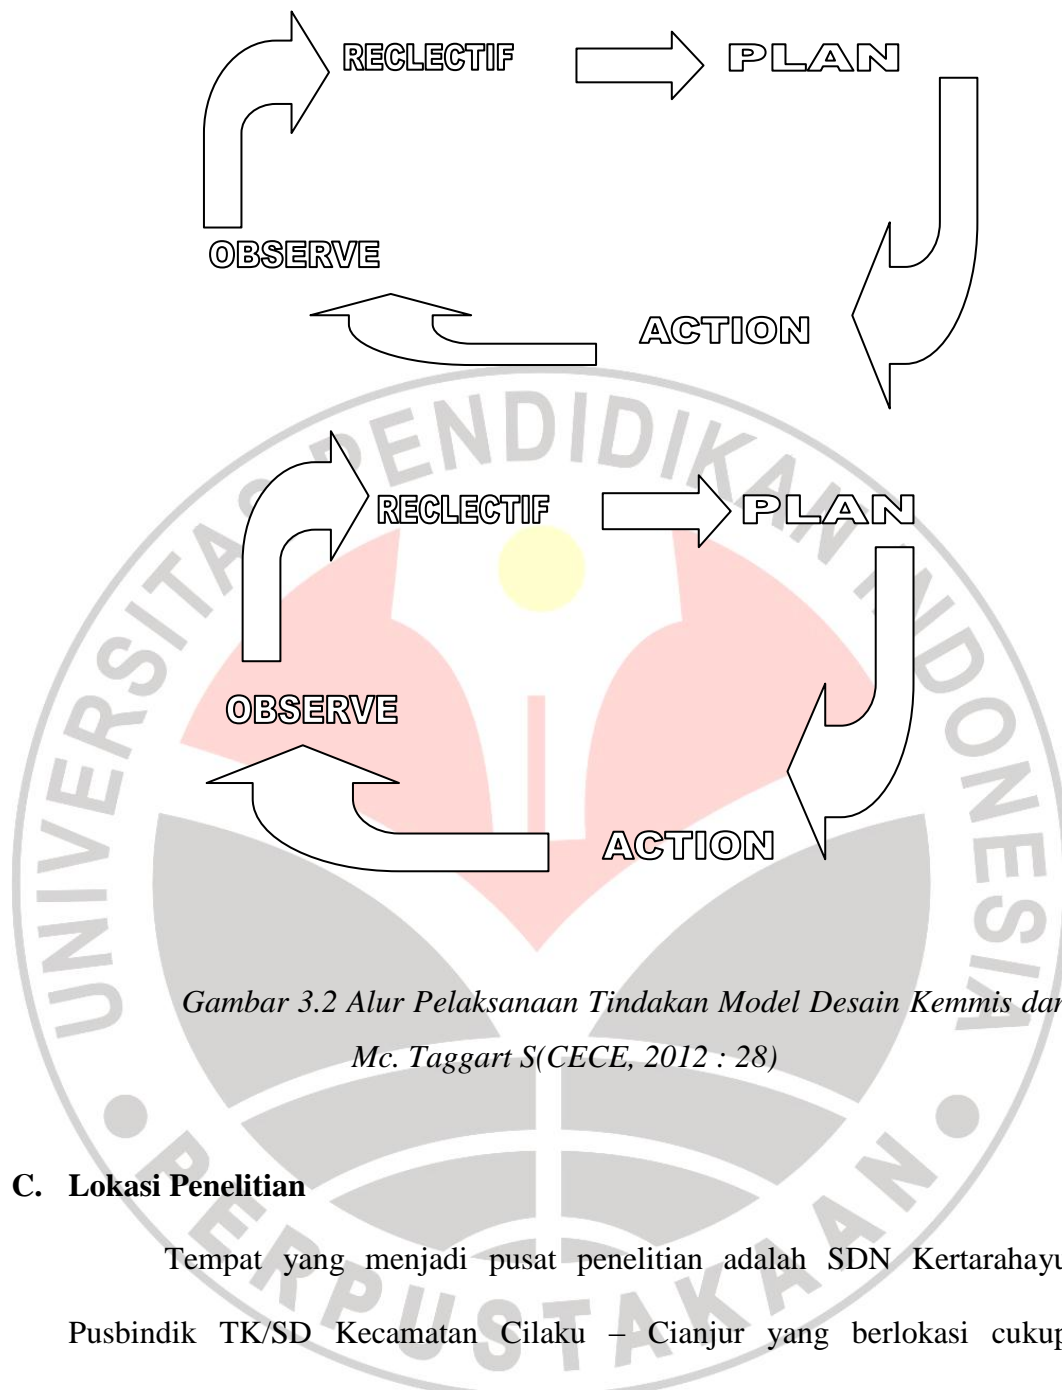 RECLECTIF PLAN
OBSERVE
ACTION
RECLECTIF PLAN
OBSERVE
ACTION
Gambar 3.2 Alur Pelaksanaan Tindakan Model Desain Kemmis dan
Mc. Taggart S(CECE, 2012 : 28)
C. Lokasi Penelitian
Tempat yang menjadi pusat penelitian adalah SDN Kertarahayu
Pusbindik TK/SD Kecamatan Cilaku – Cianjur yang berlokasi cukup
UNIVERSITAS PENDIDIKAN INDONESIA
PERPUSTAKAAN